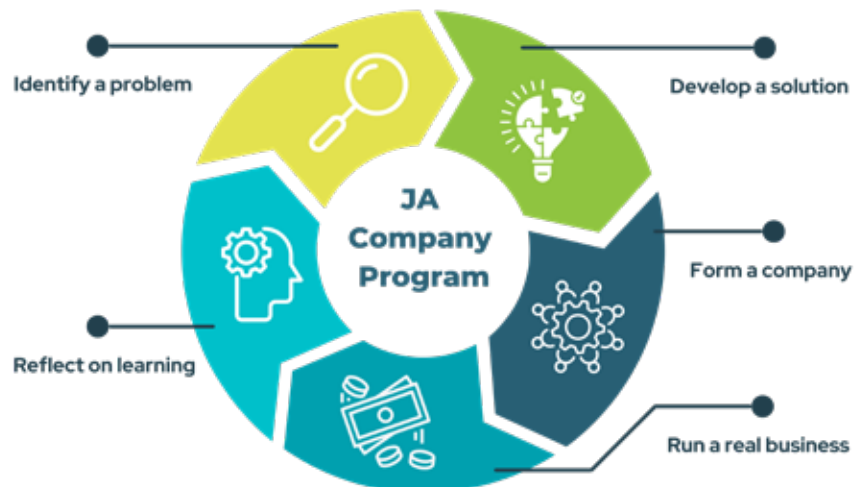 Identify a problem
Develop a solution
JA
Company
Program
Form a company
Reflect on learning
Run a real business